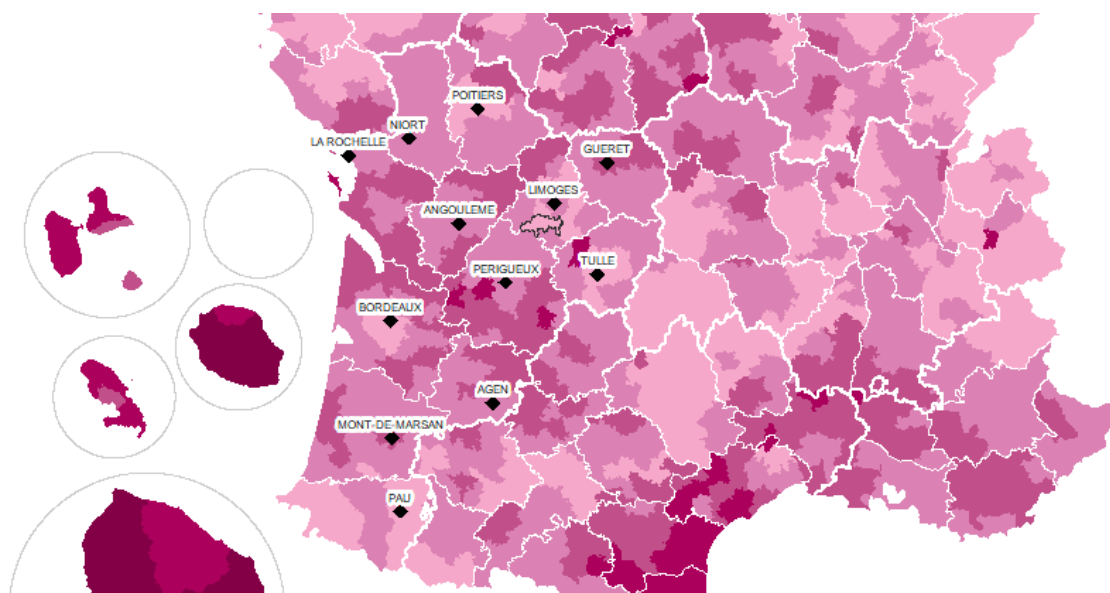 POITIERS
NIORT
LA ROCHELLE
GUERET
LIMOGES
ANGOULEME
PERIGUEUX
TULLE
BORDEAUX
AGEN
MONT-DE-MARSAN
PAU